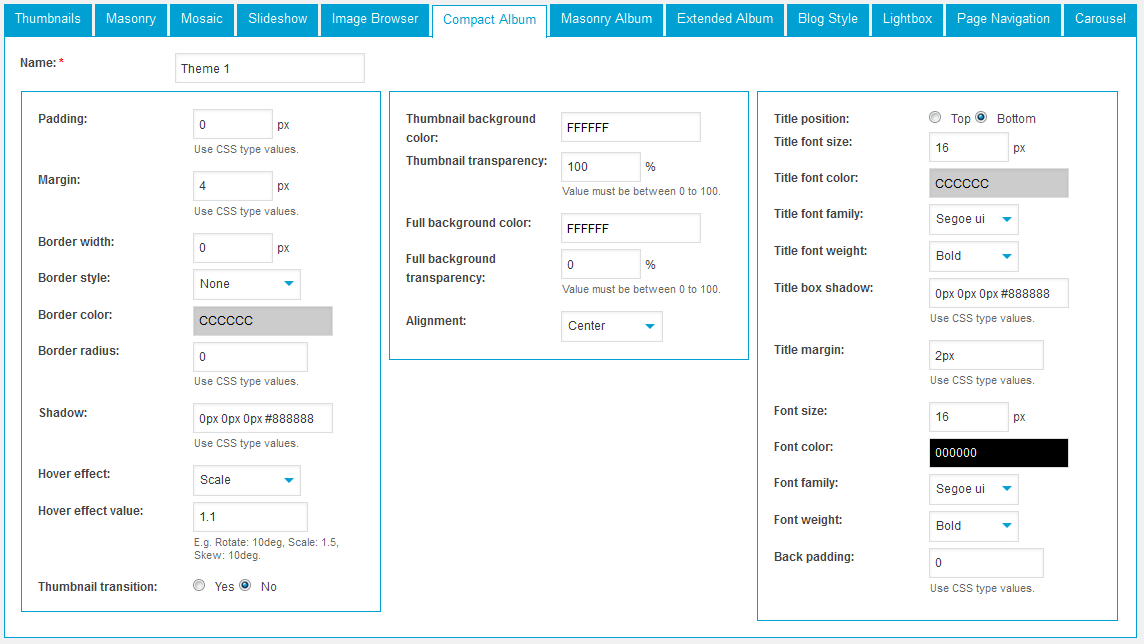 Thumbnails Masonry Mosaic Slideshow Image Browser Compact Album Masonry Album Extended Album Blog Style Lightbox Page Navigation Carousel
Name: * Theme 1
Padding: 0 px
Use CSS type values.
Margin: 4 px
Use CSS type values.
Border width: 0 px
Border style: None
Border color: CCCCCC
Border radius: 0
Use CSS type values.
Shadow: 0px 0px 0px #888888
Use CSS type values.
Hover effect: Scale
Hover effect value: 1.1
E.g. Rotate: 10deg, Scale: 1.5,
Skew: 10deg.
Thumbnail transition: Yes No
Thumbnail background
color: FFFFFF
Thumbnail transparency: 100 %
Value must be between 0 to 100.
Full background color: FFFFFF
Full background
transparency: 0 %
Value must be between 0 to 100.
Alignment: Center
Title position: Top Bottom
Title font size: 16 px
Title font color: CCCCCC
Title font family: Segoe ui
Title font weight: Bold
Title box shadow: 0px 0px 0px #888888
Use CSS type values.
Title margin: 2px
Use CSS type values.
Font size: 16 px
Font color: 000000
Font family: Segoe ui
Font weight: Bold
Back padding: 0
Use CSS type values.